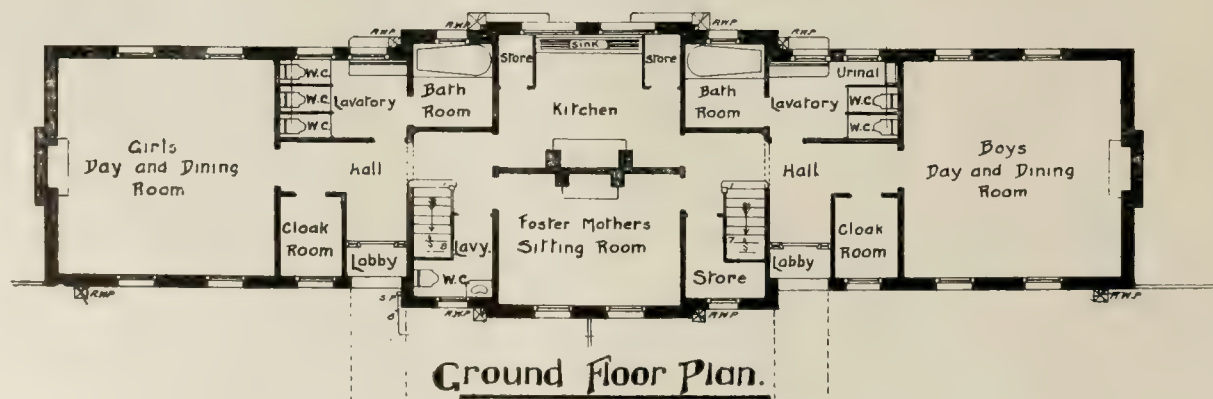 RWP
RWP
RWP
RWP
RWP
RWP
Girls
Day and Dining
Room
W.C.
W.C.
W.C.
Lavatory
Hall
Cloak
Room
Lobby
Bath
Room
Store
Sink
Store
Kitchen
Foster Mothers
Sitting Room
Lavy.
W.C
Bath
Room
Lavatory
Urinal
W.C
W.C
Hall
Store
Lobby
Cloak
Room
Boys
Day and Dining
Room
RWP
RWP
RWP
RWP
Ground Floor Plan.